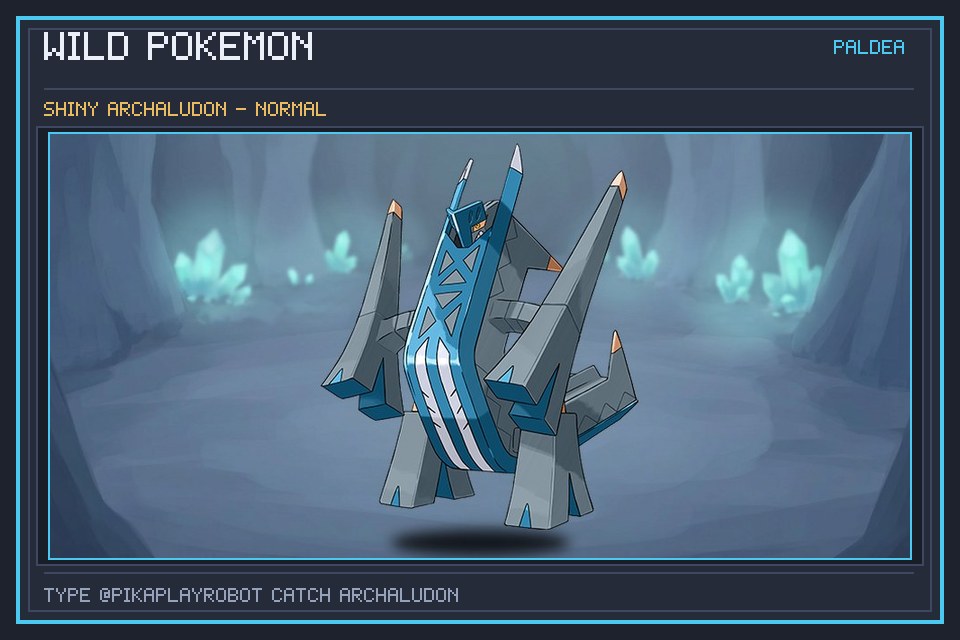 WILD POKEMON
PALDEA
SHINY ARCHALUDON - NORMAL
TYPE @PIKAPLAYROBOT CATCH ARCHALUDON